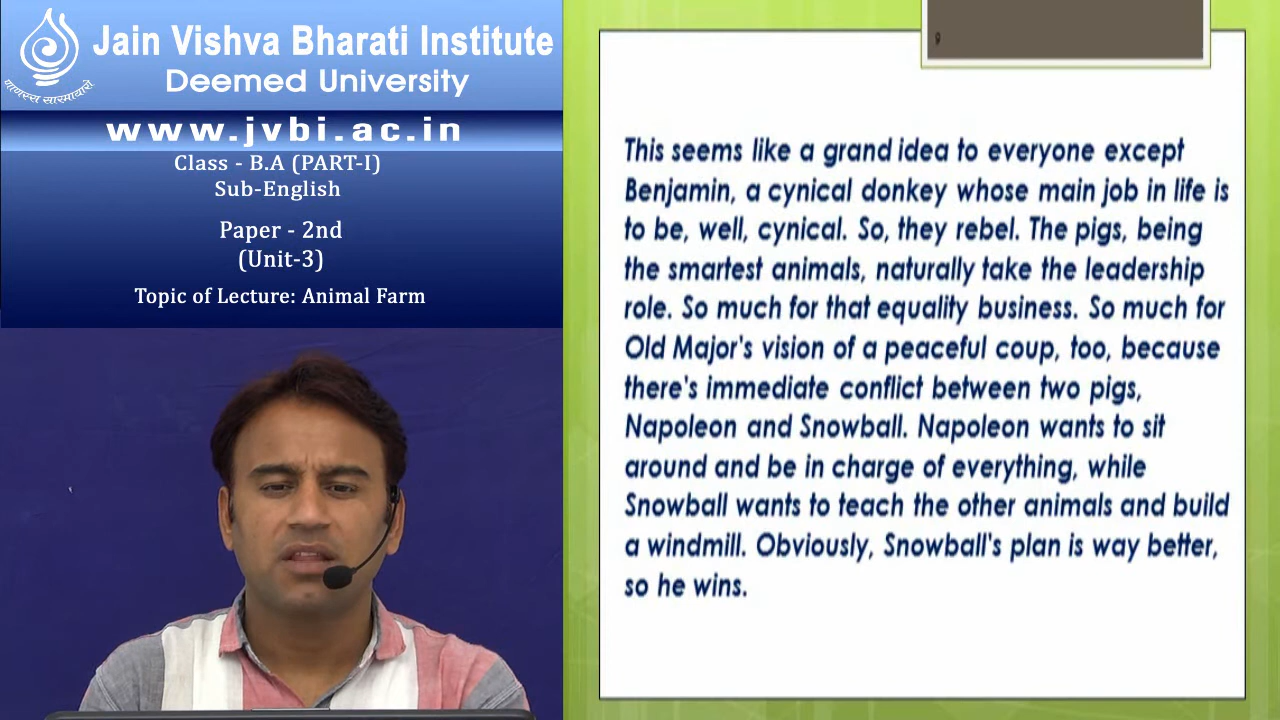 Jain Vishva Bharati Institute
Deemed University
www.jvbi.ac.in
Class - B.A (PART-I)
Sub-English
Paper - 2nd
(Unit-3)
Topic of Lecture: Animal Farm
9
This seems like a grand idea to everyone except
Benjamin, a cynical donkey whose main job in life is
to be, well, cynical. So, they rebel. The pigs, being
the smartest animals, naturally take the leadership
role. So much for that equality business. So much for
Old Major's vision of a peaceful coup, too, because
there's immediate conflict between two pigs,
Napoleon and Snowball. Napoleon wants to sit
around and be in charge of everything, while
Snowball wants to teach the other animals and build
a windmill. Obviously, Snowball's plan is way better,
so he wins.